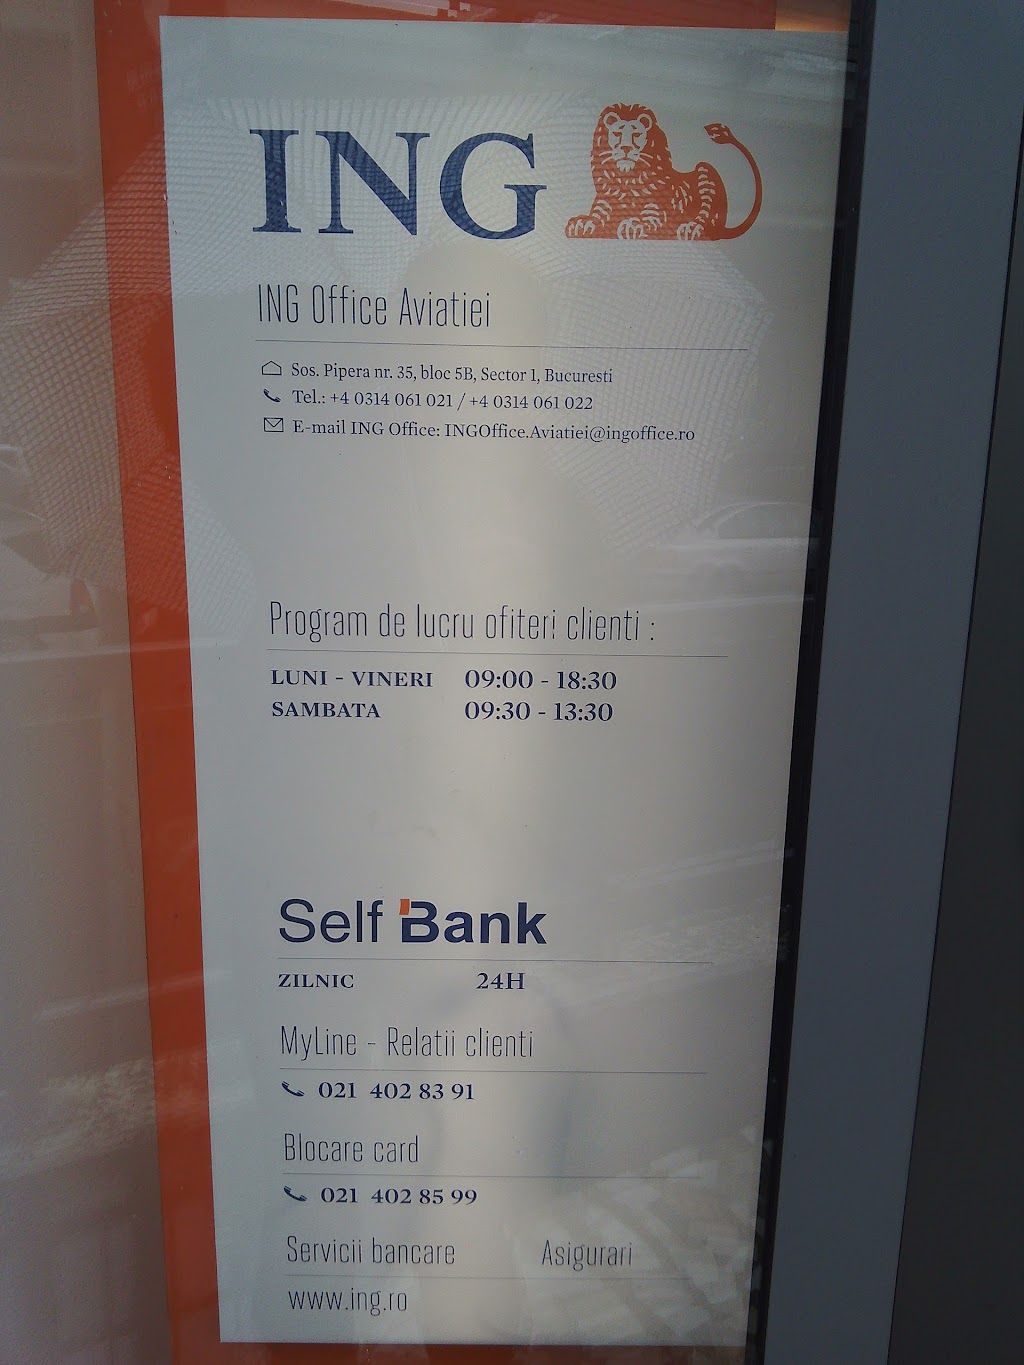 ING
ING Office Aviatiei
Sos. Pipera nr. 35, bloc 5B, Sector 1, Bucuresti
Tel.: +4 0314 061 021 / +4 0314 061 022
E-mail ING Office: INGOffice.Aviatiei@ingoffice.ro
Program de lucru ofiteri clienti :
LUNI - VINERI 09:00 - 18:30
SAMBATA 09:30 - 13:30
Self Bank
ZILNIC 24H
MyLine - Relatii clienti
021 402 83 91
Blocare card
021 402 85 99
Servicii bancare Asigurari
www.ing.ro